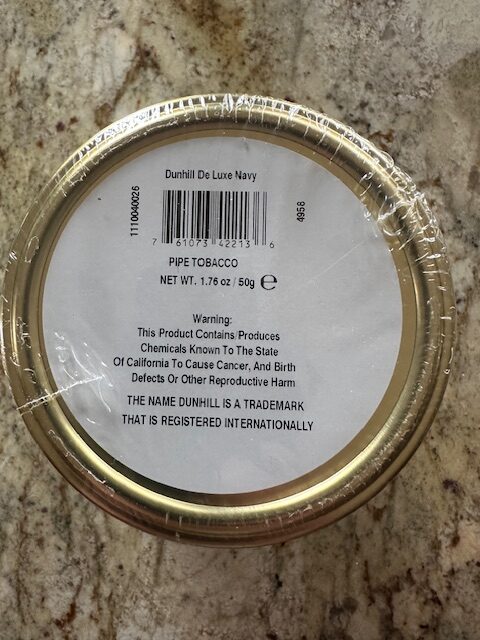 Dunhill De Luxe Navy
1110040026
4958
7 61073 42213 6
PIPE TOBACCO
NET WT. 1.76 oz / 50g e
Warning:
This Product Contains/Produces
Chemicals Known To The State
Of California To Cause Cancer, And Birth
Defects Or Other Reproductive Harm
THE NAME DUNHILL IS A TRADEMARK
THAT IS REGISTERED INTERNATIONALLY